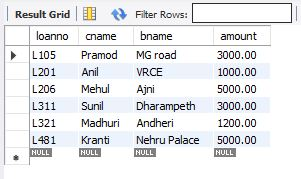 Result Grid Filter Rows:
loanno cname bname amount
L105 Pramod MG road 3000.00
L201 Anil VRCE 1000.00
L206 Mehul Ajni 5000.00
L311 Sunil Dharampeth 3000.00
L321 Madhuri Andheri 1200.00
L481 Kranti Nehru Palace 5000.00
NULL NULL NULL NULL